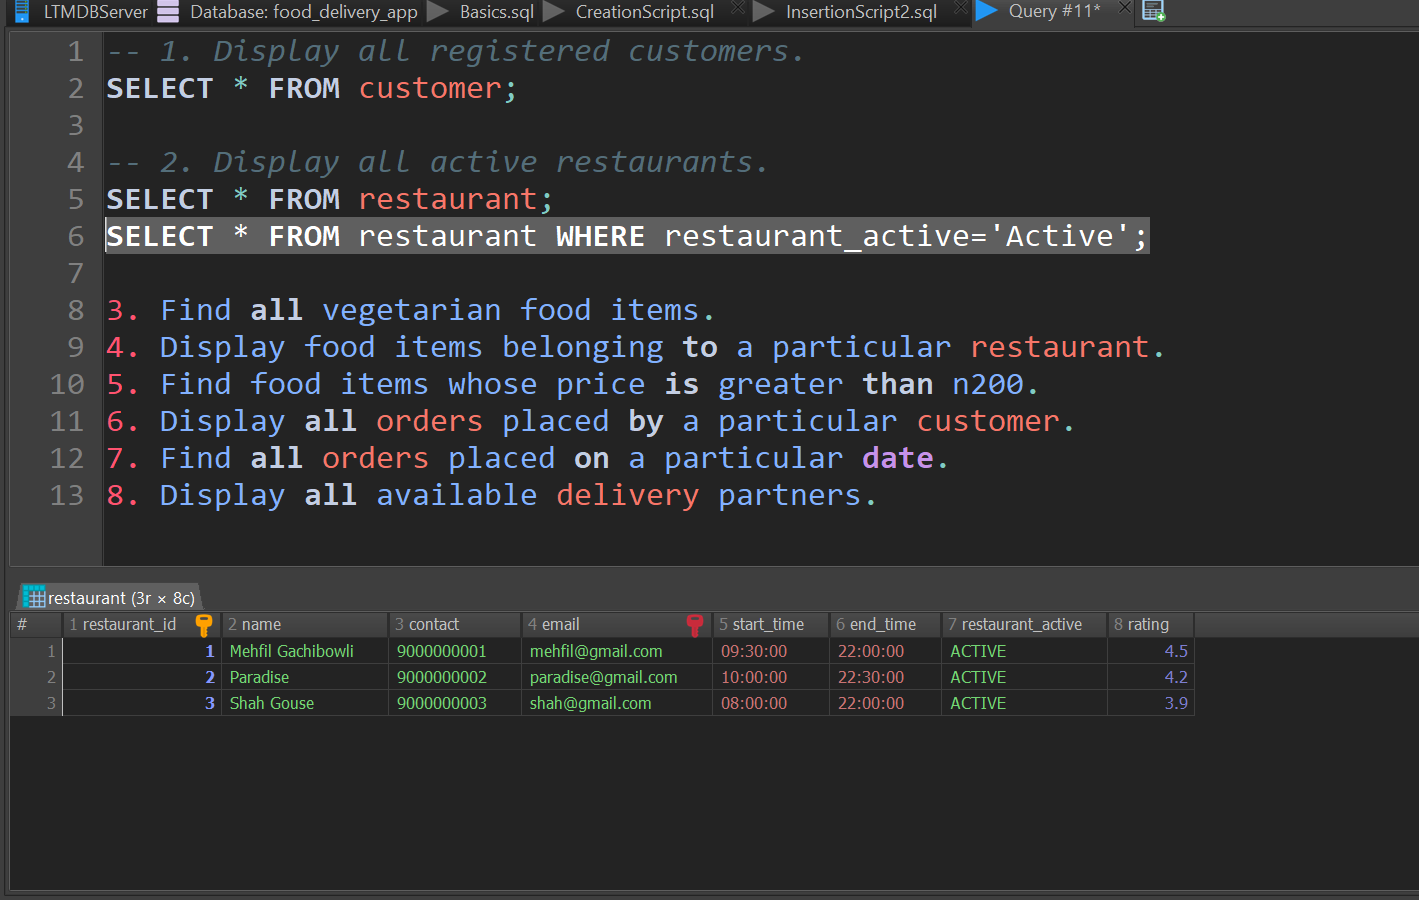 LTMDBServer Database: food_delivery_app Basics.sql CreationScript.sql InsertionScript2.sql Query #11*
1 -- 1. Display all registered customers.
2 SELECT * FROM customer;
3
4 -- 2. Display all active restaurants.
5 SELECT * FROM restaurant;
6 SELECT * FROM restaurant WHERE restaurant_active='Active';
7
8 3. Find all vegetarian food items.
9 4. Display food items belonging to a particular restaurant.
10 5. Find food items whose price is greater than n200.
11 6. Display all orders placed by a particular customer.
12 7. Find all orders placed on a particular date.
13 8. Display all available delivery partners.
restaurant (3r × 8c)
# 1 restaurant_id 2 name 3 contact 4 email 5 start_time 6 end_time 7 restaurant_active 8 rating
1 1 Mehfil Gachibowli 9000000001 mehfil@gmail.com 09:30:00 22:00:00 ACTIVE 4.5
2 2 Paradise 9000000002 paradise@gmail.com 10:00:00 22:30:00 ACTIVE 4.2
3 3 Shah Gouse 9000000003 shah@gmail.com 08:00:00 22:00:00 ACTIVE 3.9